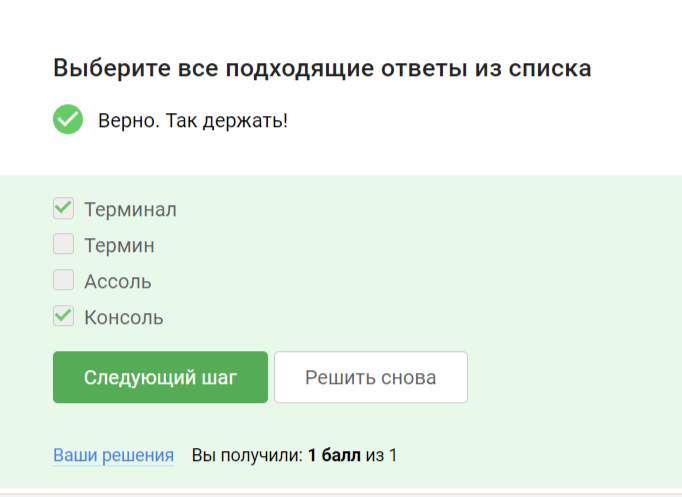 Выберите все подходящие ответы из списка
Верно. Так держать!
Терминал
Термин
Ассоль
Консоль
Следующий шаг Решить снова
Ваши решения Вы получили: 1 балл из 1